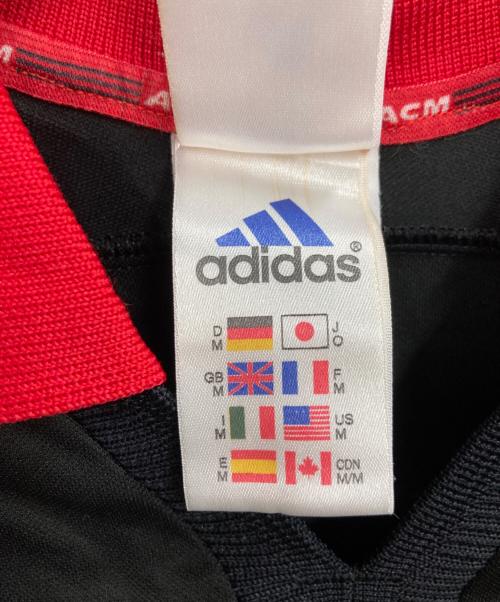 ACM
ACM
adidas®
D M J O
GB M F M
I M US M
E M CDN M/M